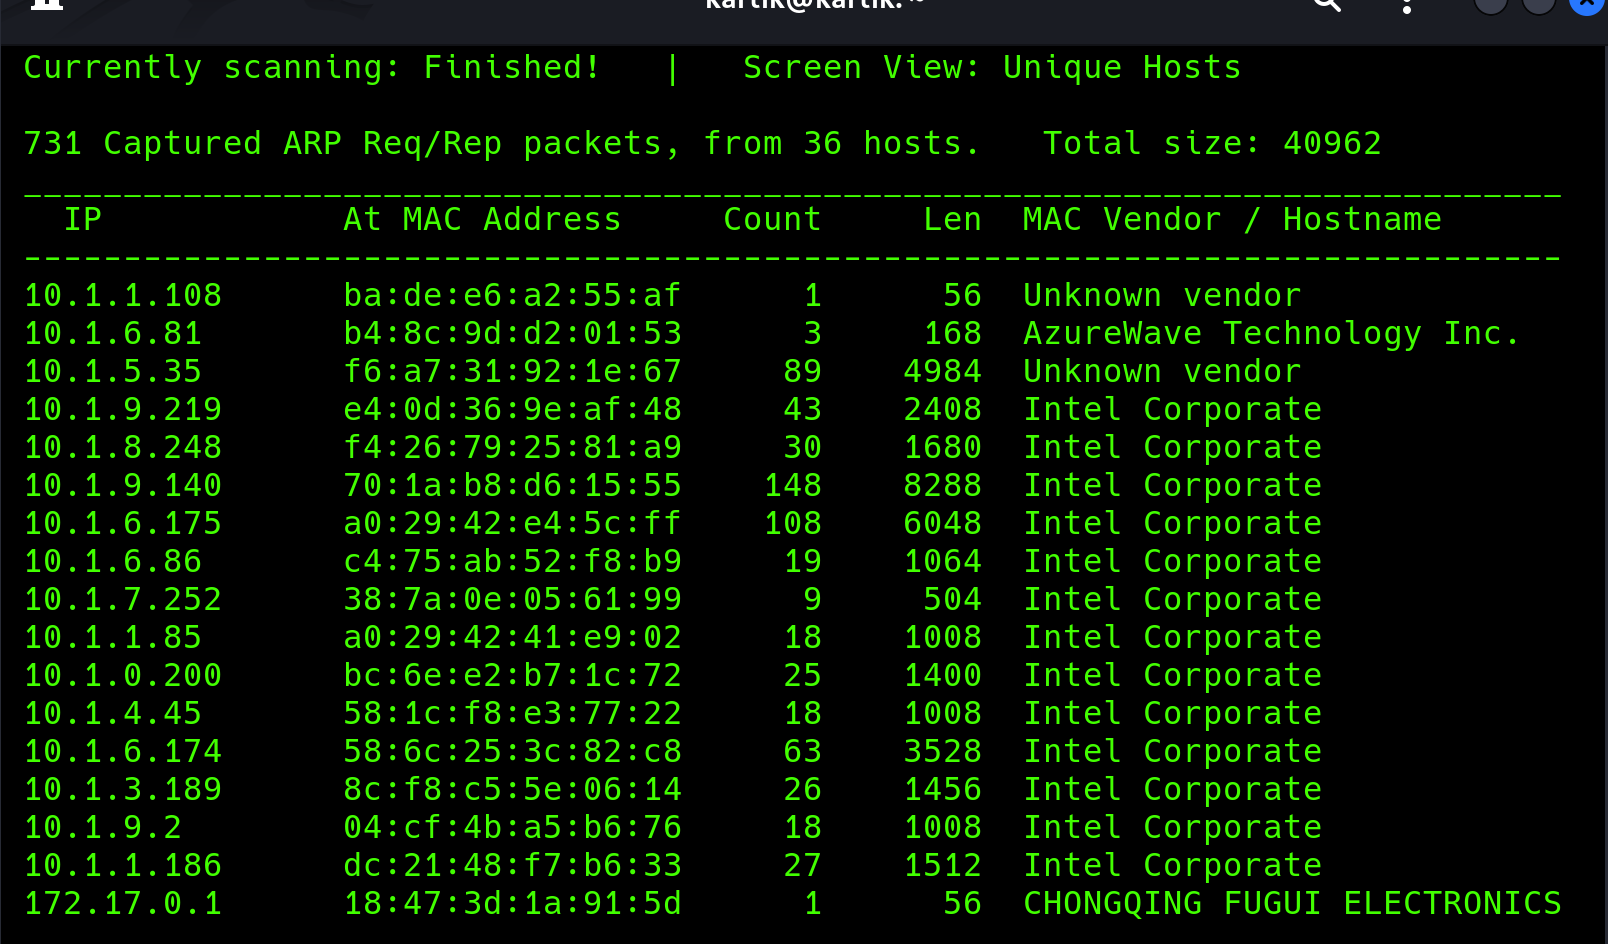 kartik@kartik: ~
Currently scanning: Finished!   |   Screen View: Unique Hosts
731 Captured ARP Req/Rep packets, from 36 hosts.   Total size: 40962
_____________________________________________________________________________
  IP            At MAC Address     Count     Len  MAC Vendor / Hostname
-----------------------------------------------------------------------------
10.1.1.108      ba:de:e6:a2:55:af      1      56  Unknown vendor
10.1.6.81       b4:8c:9d:d2:01:53      3     168  AzureWave Technology Inc.
10.1.5.35       f6:a7:31:92:1e:67     89    4984  Unknown vendor
10.1.9.219      e4:0d:36:9e:af:48     43    2408  Intel Corporate
10.1.8.248      f4:26:79:25:81:a9     30    1680  Intel Corporate
10.1.9.140      70:1a:b8:d6:15:55    148    8288  Intel Corporate
10.1.6.175      a0:29:42:e4:5c:ff    108    6048  Intel Corporate
10.1.6.86       c4:75:ab:52:f8:b9     19    1064  Intel Corporate
10.1.7.252      38:7a:0e:05:61:99      9     504  Intel Corporate
10.1.1.85       a0:29:42:41:e9:02     18    1008  Intel Corporate
10.1.0.200      bc:6e:e2:b7:1c:72     25    1400  Intel Corporate
10.1.4.45       58:1c:f8:e3:77:22     18    1008  Intel Corporate
10.1.6.174      58:6c:25:3c:82:c8     63    3528  Intel Corporate
10.1.3.189      8c:f8:c5:5e:06:14     26    1456  Intel Corporate
10.1.9.2        04:cf:4b:a5:b6:76     18    1008  Intel Corporate
10.1.1.186      dc:21:48:f7:b6:33     27    1512  Intel Corporate
172.17.0.1      18:47:3d:1a:91:5d      1      56  CHONGQING FUGUI ELECTRONICS